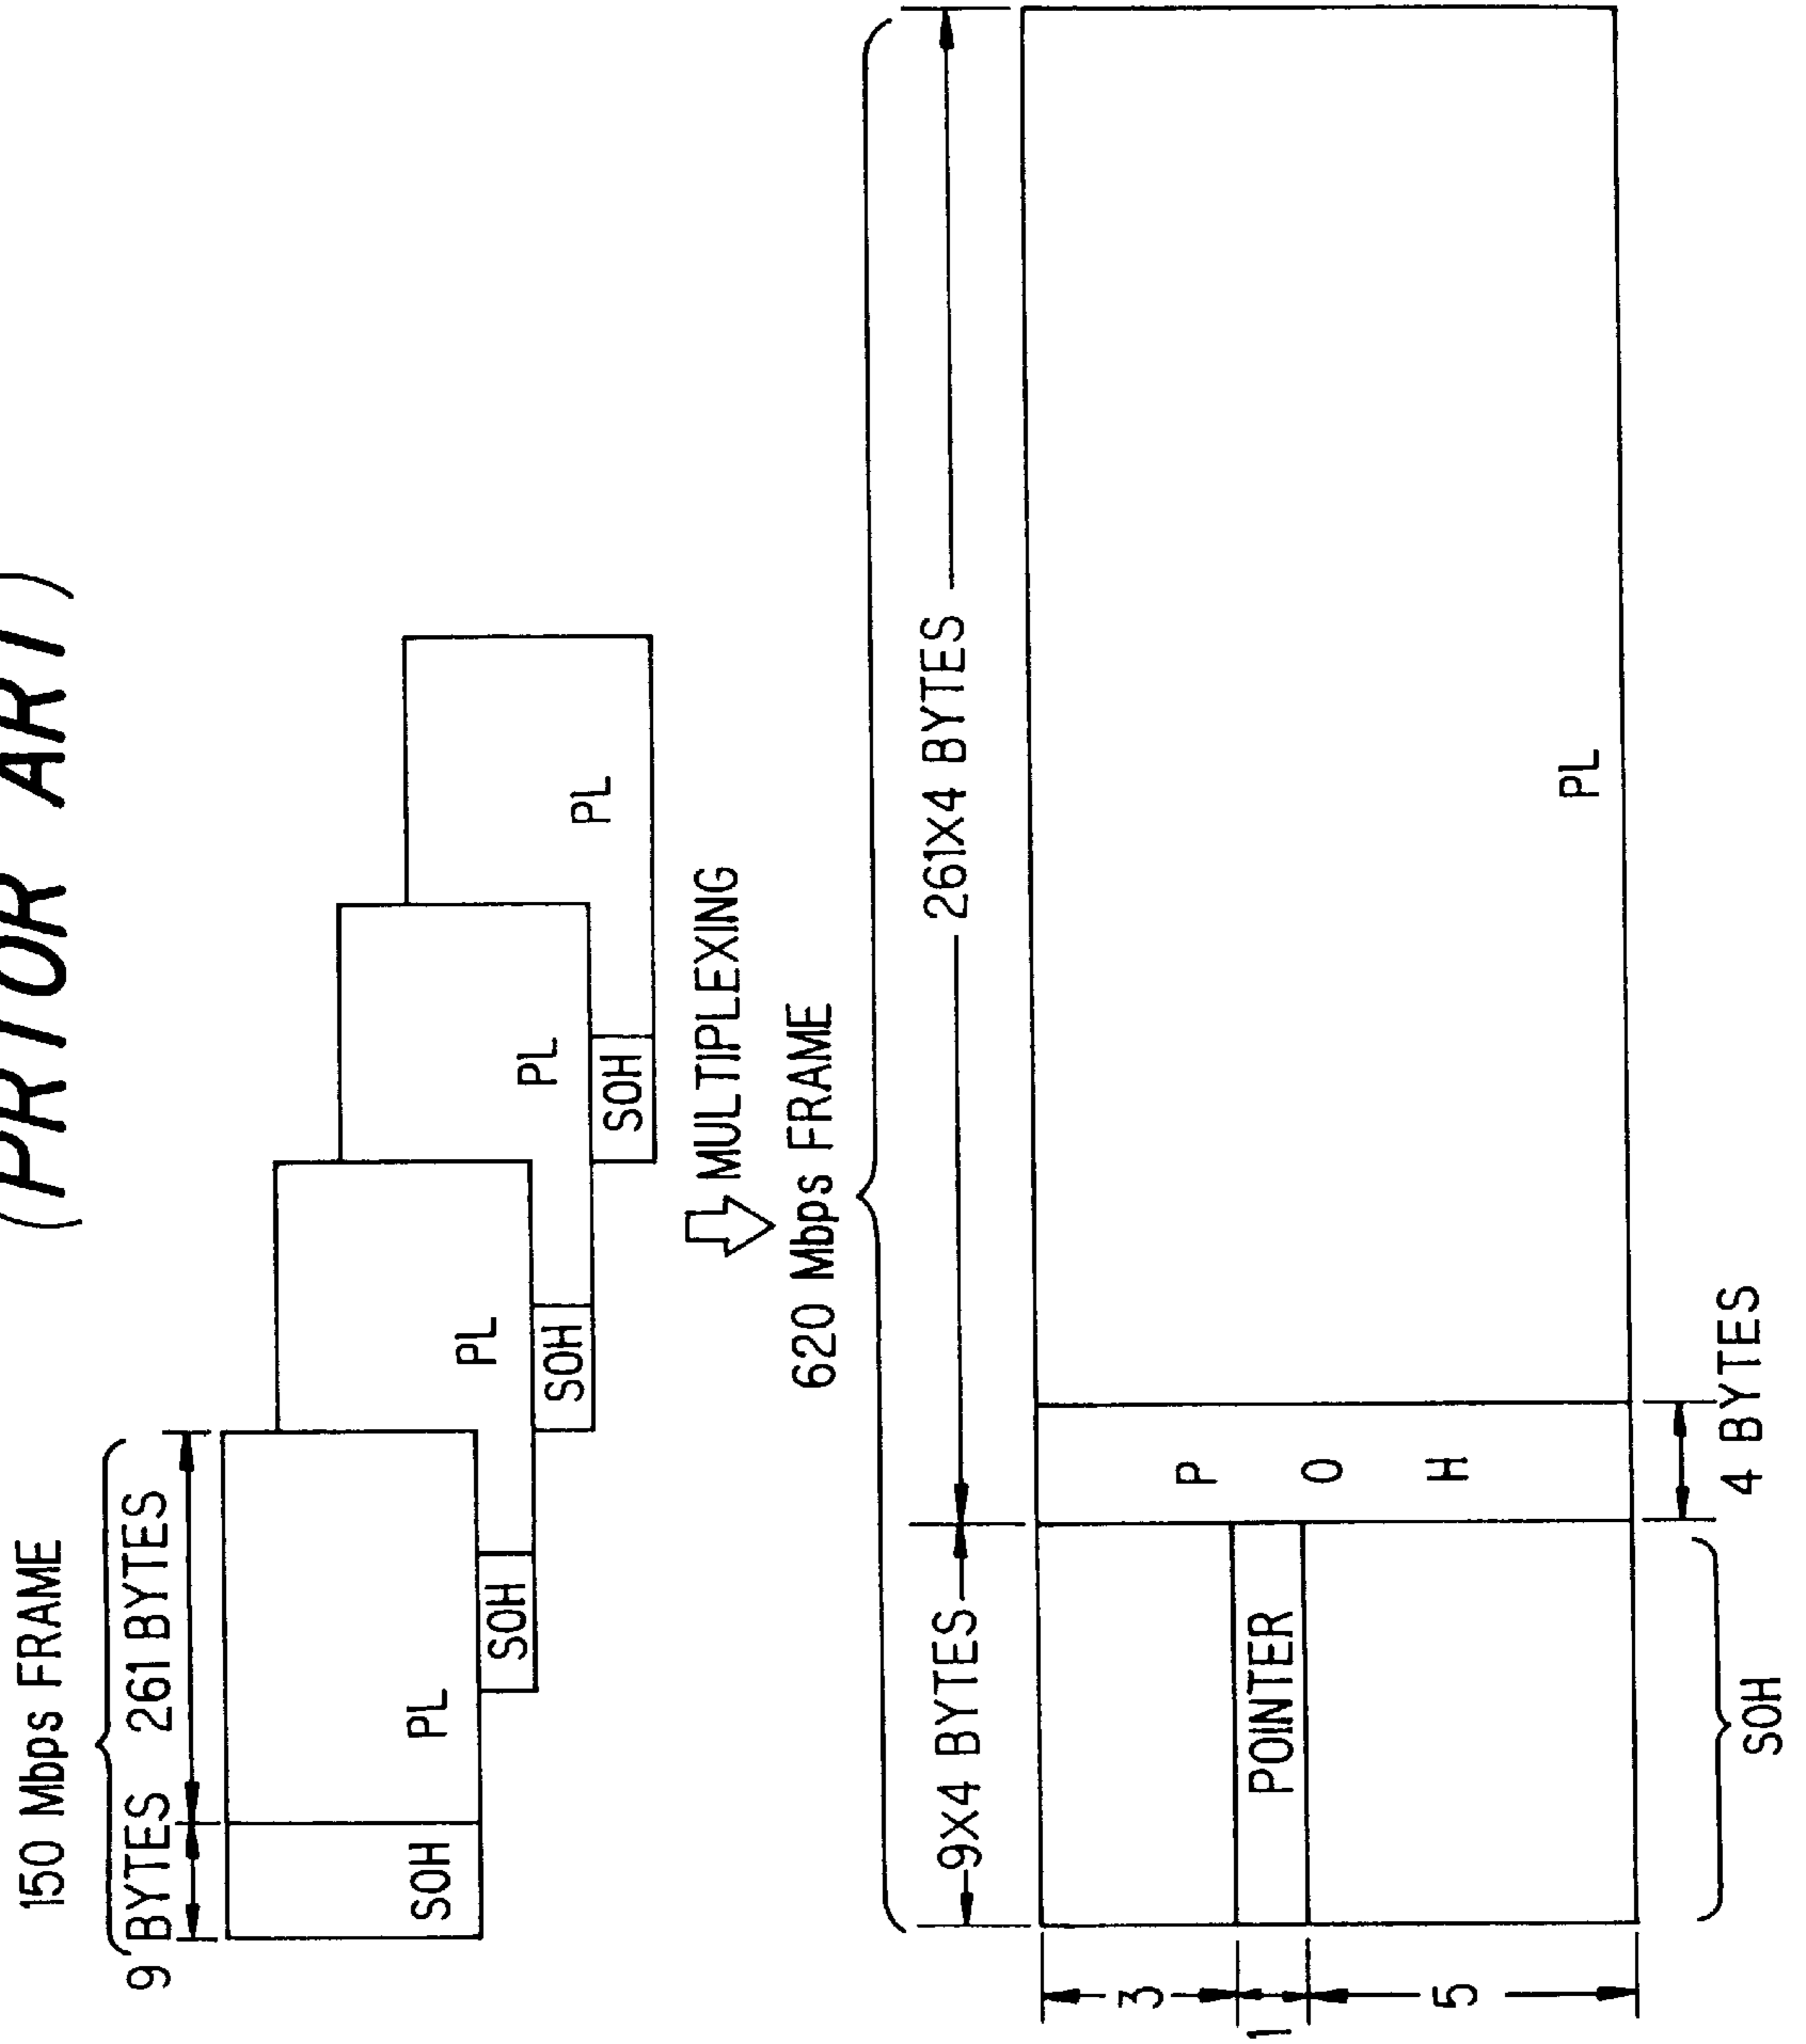 (PRIOR ART)
150 Mbps FRAME
9 BYTES 261 BYTES
SOH PL
SOH PL
SOH PL
SOH PL
MULTIPLEXING
620 Mbps FRAME
9X4 BYTES 261X4 BYTES
3
1
5
POINTER
P
O
H
PL
SOH
4 BYTES